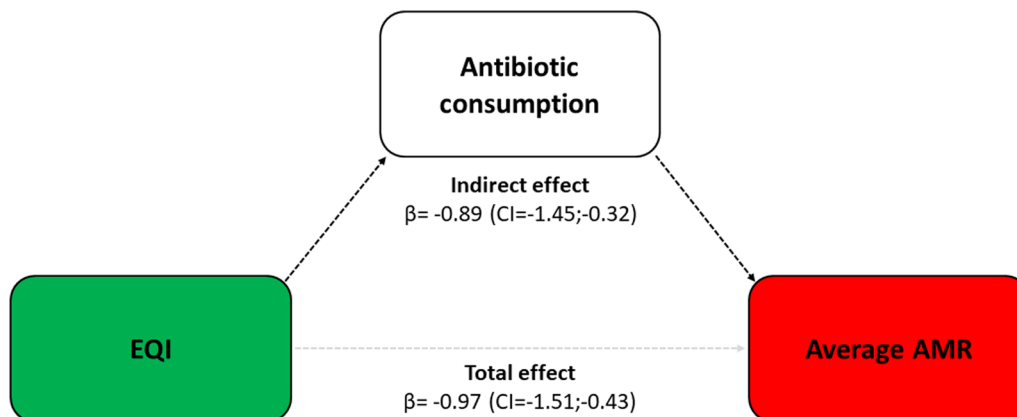 Antibiotic
consumption
Indirect effect
β= -0.89 (CI=-1.45;-0.32)
EQI
Average AMR
Total effect
β= -0.97 (CI=-1.51;-0.43)